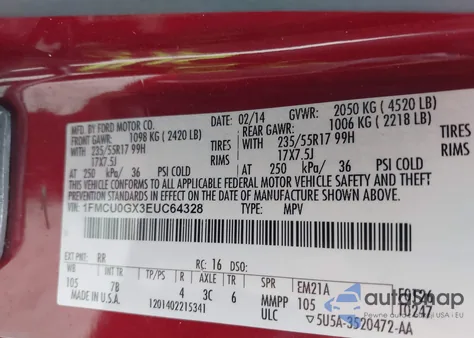 MFD. BY FORD MOTOR CO.
DATE: 02/14 GVWR: 2050 KG (4520 LB)
FRONT GAWR: REAR GAWR:
1098 KG (2420 LB) 1006 KG (2218 LB)
WITH 235/55R17 99H TIRES WITH 235/55R17 99H TIRES
17X7.5J RIMS 17X7.5J RIMS
AT 250 kPa/ 36 PSI COLD AT 250 kPa/ 36 PSI COLD
THIS VEHICLE CONFORMS TO ALL APPLICABLE FEDERAL MOTOR VEHICLE SAFETY AND THEFT
PREVENTION STANDARDS IN EFFECT ON THE DATE OF MANUFACTURE SHOWN ABOVE.
VIN: 1FMCU0GX3EUC64328 TYPE: MPV
EXT PNT: RR RC: 16 DSO:
WB INT TR TP/PS R AXLE TR SPR EM21A
105 7B 4 3C 6 MMPP 105
MADE IN U.S.A. 1201402215341 ULC 5U5A-3520472-AA
autoSnap
Pewne auto z USA